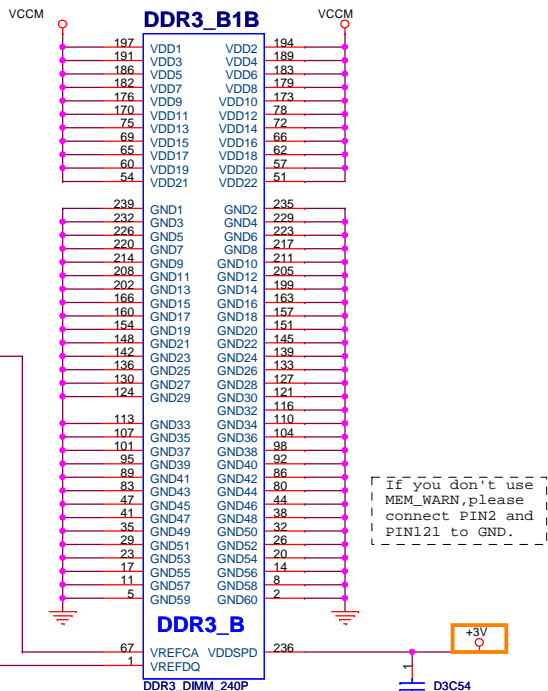 VCCM DDR3_B1B VCCM
197 VDD1 VDD2 194
191 VDD3 VDD4 189
186 VDD5 VDD6 183
182 VDD7 VDD8 179
176 VDD9 VDD10 173
170 VDD11 VDD12 78
75 VDD13 VDD14 72
69 VDD15 VDD16 66
65 VDD17 VDD18 62
60 VDD19 VDD20 57
54 VDD21 VDD22 51
239 GND1 GND2 235
232 GND3 GND4 229
226 GND5 GND6 223
220 GND7 GND8 217
214 GND9 GND10 211
208 GND11 GND12 205
202 GND13 GND14 199
166 GND15 GND16 163
160 GND17 GND18 157
154 GND19 GND20 151
148 GND21 GND22 145
142 GND23 GND24 139
136 GND25 GND26 133
130 GND27 GND28 127
124 GND29 GND30 121
GND32 116
113 GND33 GND34 110
107 GND35 GND36 104
101 GND37 GND38 98
95 GND39 GND40 92
89 GND41 GND42 86
83 GND43 GND44 80
47 GND45 GND46 44
41 GND47 GND48 38
35 GND49 GND50 32
29 GND51 GND52 26
23 GND53 GND54 20
17 GND55 GND56 14
11 GND57 GND58 8
5 GND59 GND60 2
If you don't use
MEM_WARN,please
connect PIN2 and
PIN121 to GND.
DDR3_B
+3V
67 VREFCA VDDSPD 236
1 VREFDQ
1
DDR3_DIMM_240P
D3C54